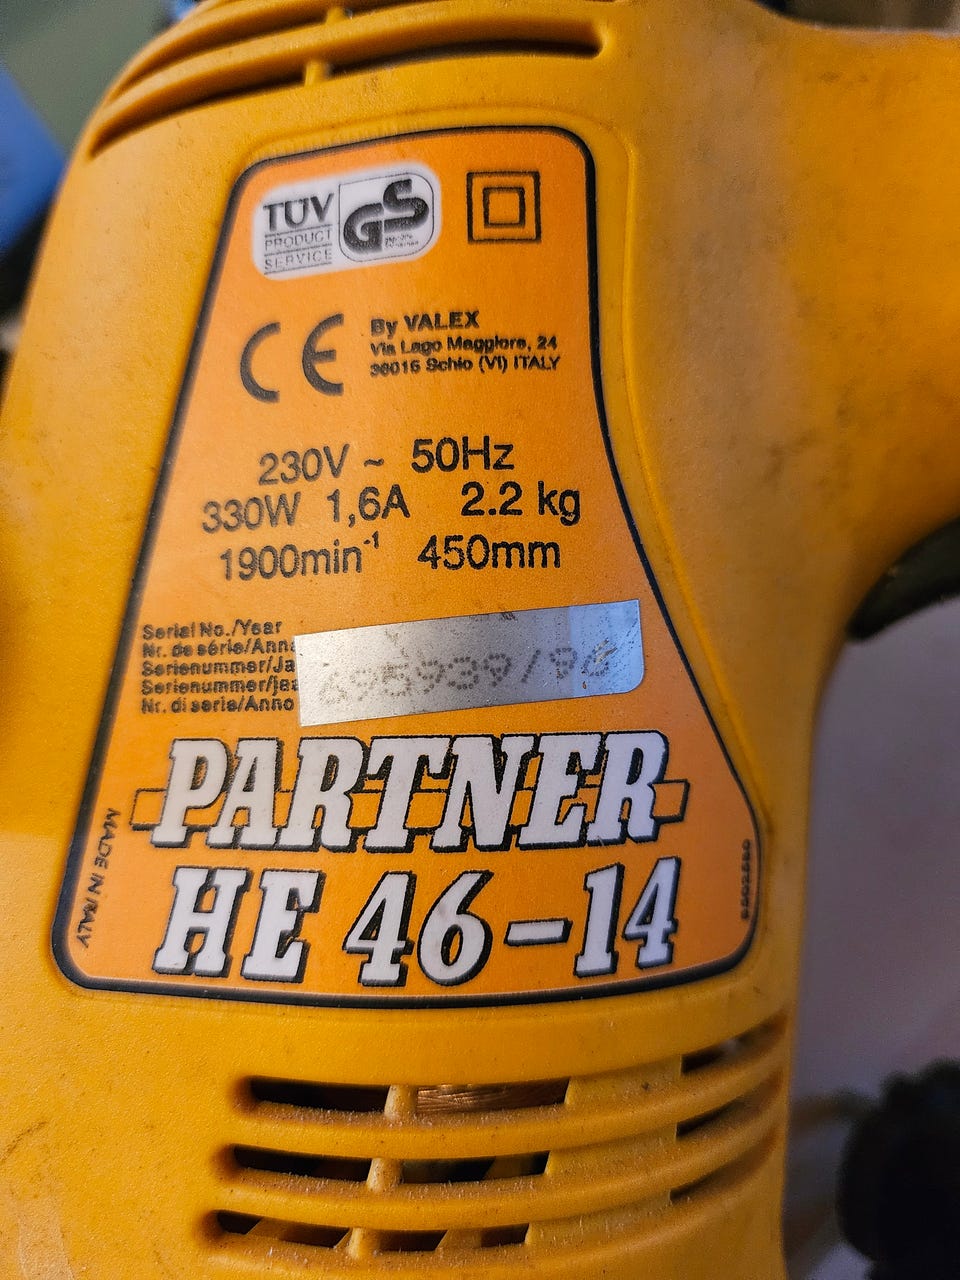 TÜV
PRODUCT
SERVICE
GS
CE
By VALEX
Via Lago Maggiore, 24
36015 Schio (VI) ITALY
230V ~ 50Hz
330W 1,6A 2.2 kg
1900min-1 450mm
Serial No./Year
Nr. de série/Ann
Serienummer/Ja
Serienummer/jea
Nr. di serie/Anno
PARTNER
HE 46-14
MADE IN ITALY